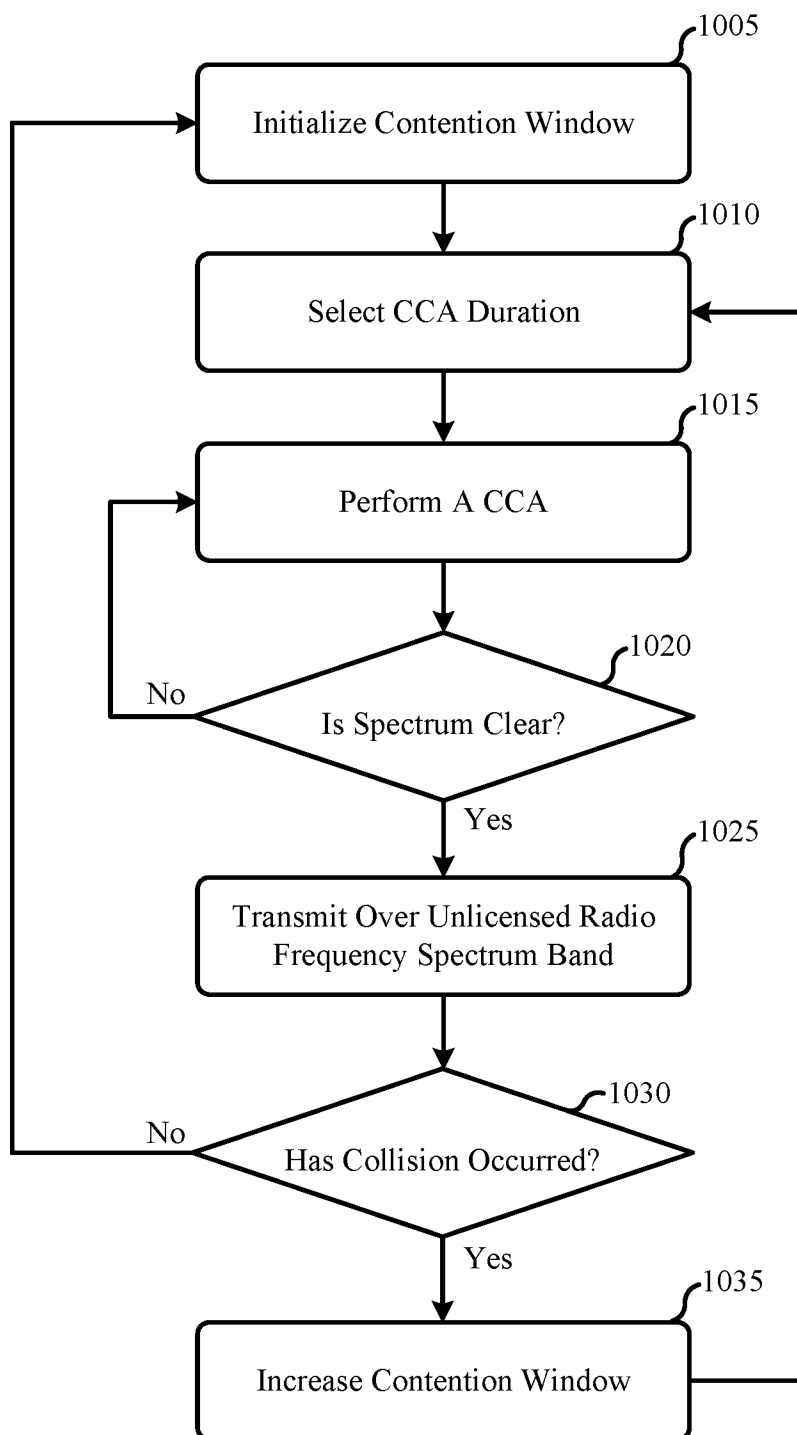 1005
Initialize Contention Window
1010
Select CCA Duration
1015
Perform A CCA
1020
No
Is Spectrum Clear?
Yes
1025
Transmit Over Unlicensed Radio
Frequency Spectrum Band
1030
No
Has Collision Occurred?
Yes
1035
Increase Contention Window